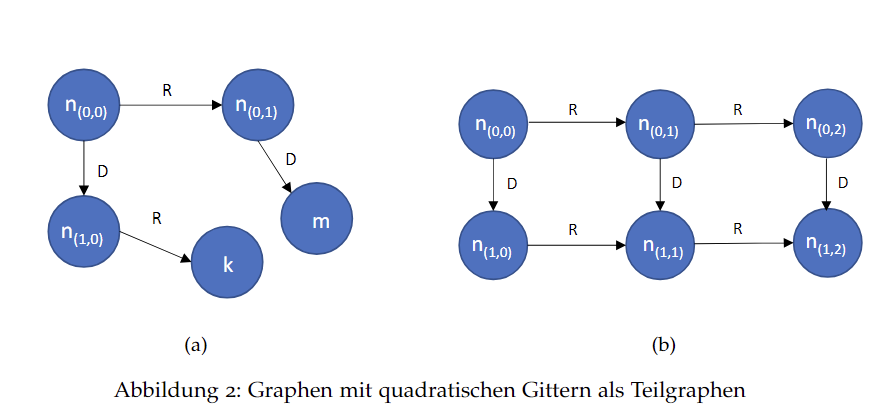 R
n(0,0)
n(0,1)
D
D
n(1,0)
R
k
m
(a)
R
R
n(0,0)
n(0,1)
n(0,2)
D
D
D
R
R
n(1,0)
n(1,1)
n(1,2)
(b)
Abbildung 2: Graphen mit quadratischen Gittern als Teilgraphen